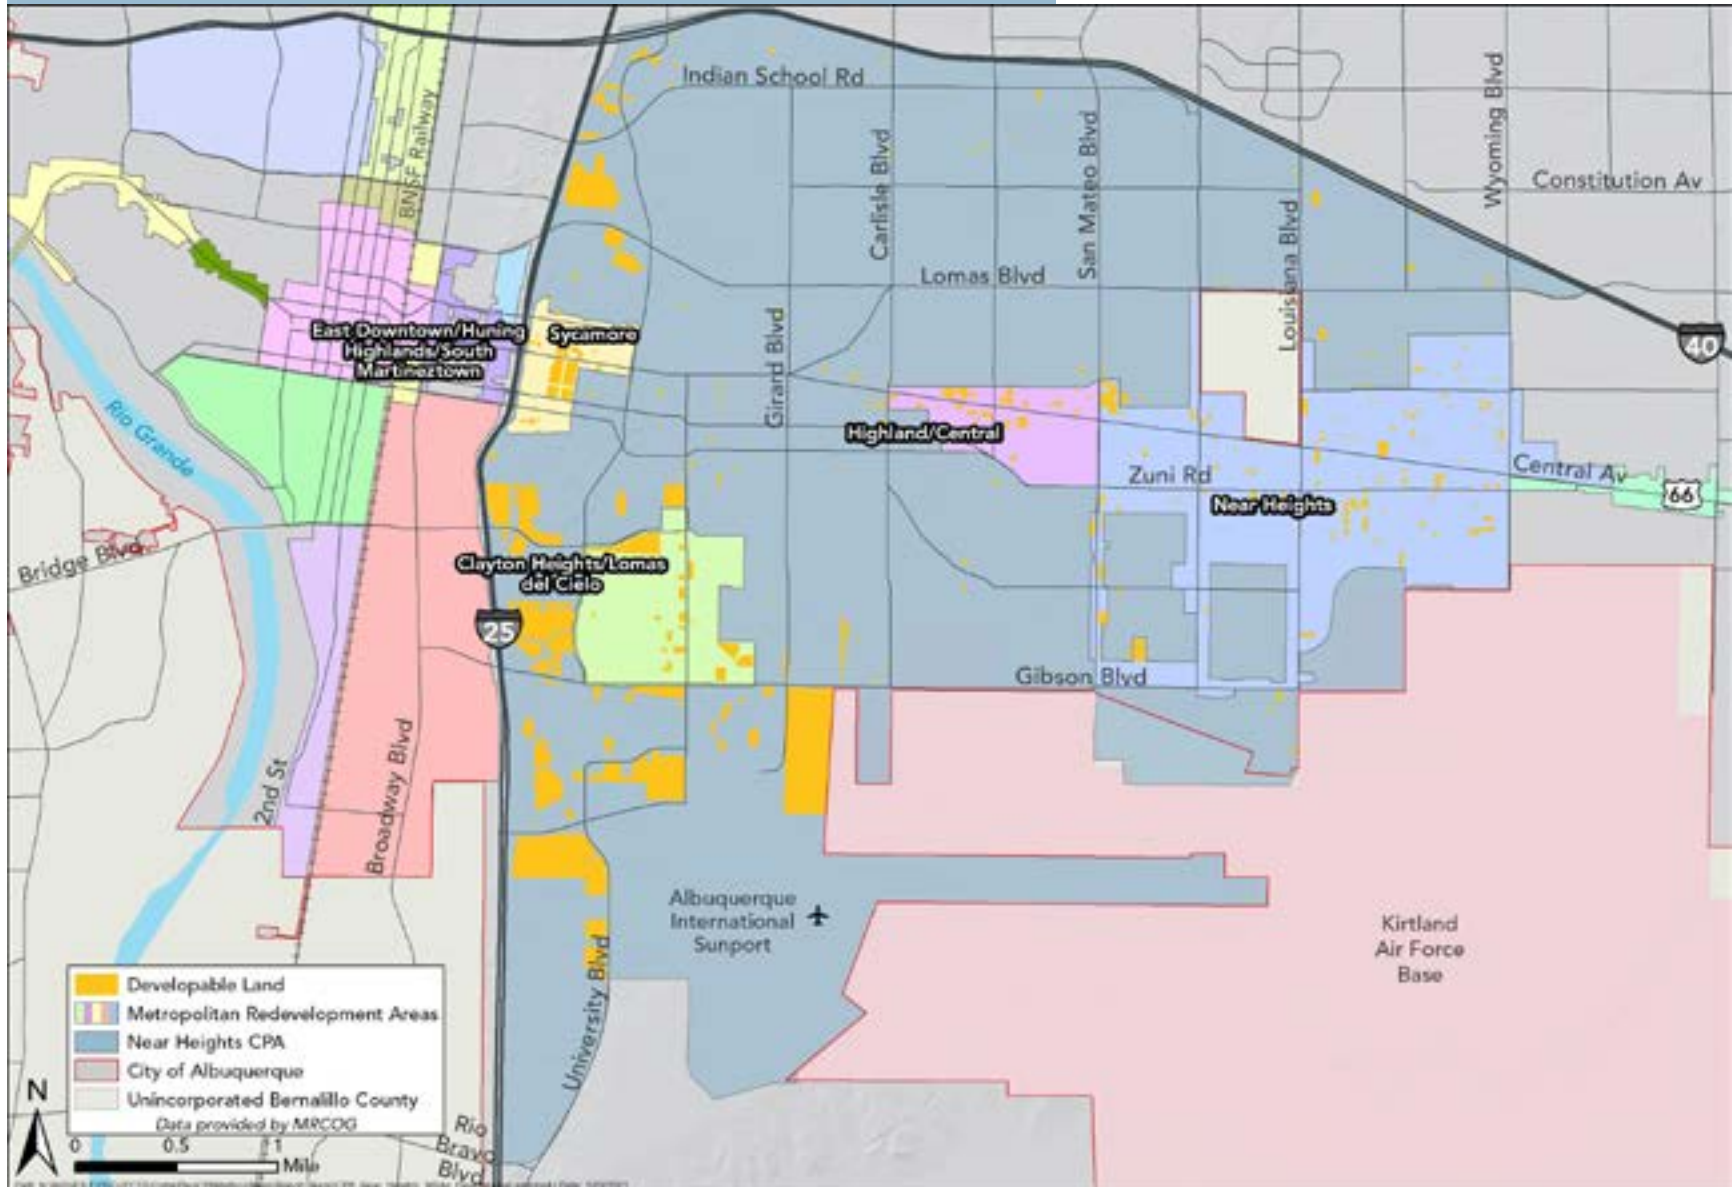 Indian School Rd
BNSF Railway
Carlisle Blvd
San Mateo Blvd
Wyoming Blvd
Constitution Av
Louisiana Blvd
Lomas Blvd
East Downtown/Huning
Highlands/South
Martineztown
Sycamore
Girard Blvd
40
Rio Grande
Highland/Central
Zuni Rd
Central Av
66
Near Heights
Bridge Blvd
Clayton Heights/Lomas
del Cielo
25
Gibson Blvd
2nd St
Broadway Blvd
Albuquerque
International
Sunport
Kirtland
Air Force
Base
University Blvd
Developable Land
Metropolitan Redevelopment Areas
Near Heights CPA
City of Albuquerque
Unincorporated Bernalillo County
Data provided by MRCOG
N
0 0.5 1
Mile
Rio
Bravo
Blvd